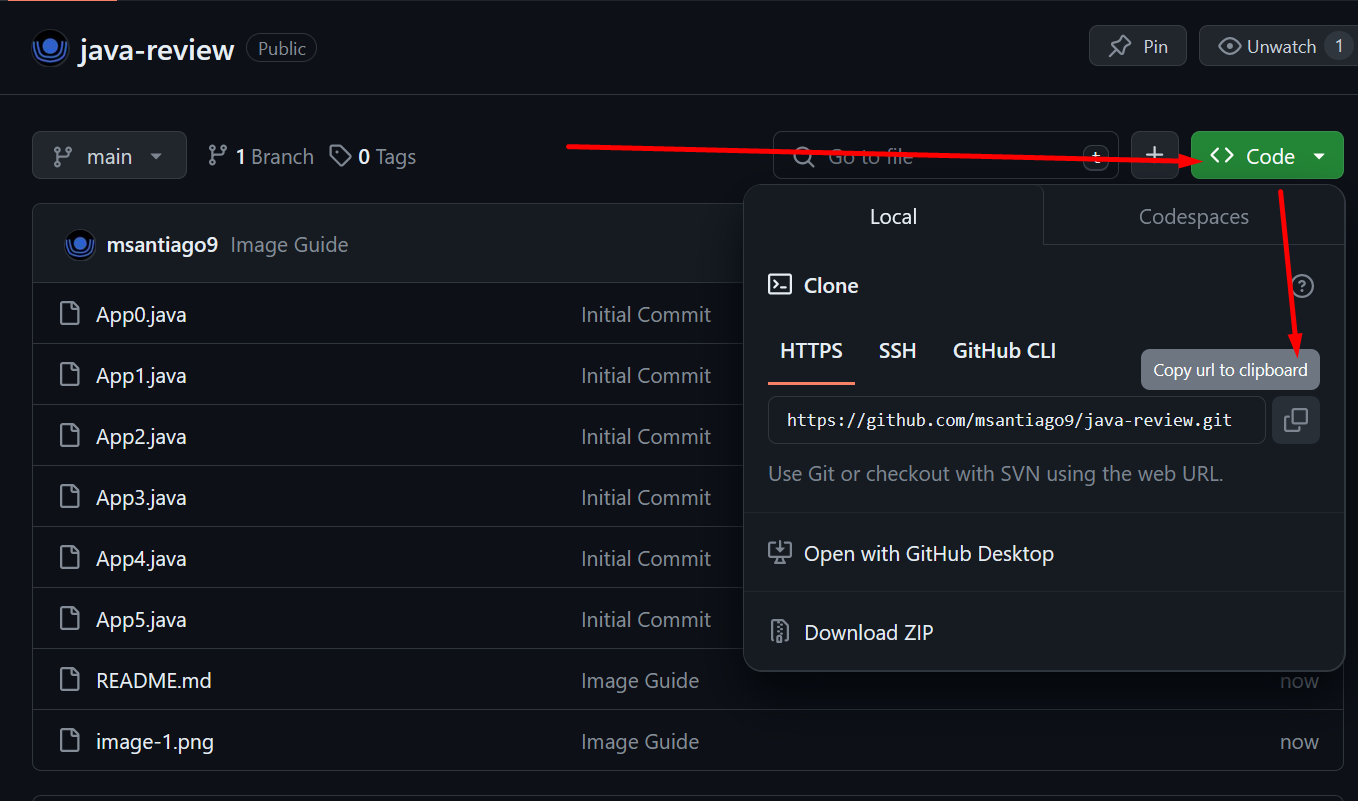 java-review Public Pin Unwatch 1
main 1 Branch 0 Tags Go to file t + Code
Local Codespaces
msantiago9 Image Guide
Clone
HTTPS SSH GitHub CLI
Copy url to clipboard
https://github.com/msantiago9/java-review.git
Use Git or checkout with SVN using the web URL.
Open with GitHub Desktop
Download ZIP
App0.java Initial Commit
App1.java Initial Commit
App2.java Initial Commit
App3.java Initial Commit
App4.java Initial Commit
App5.java Initial Commit
README.md Image Guide now
image-1.png Image Guide now